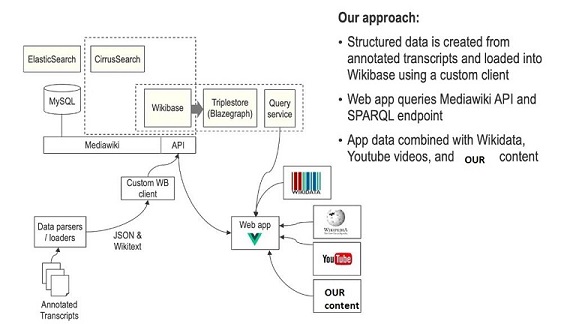 Our approach:
• Structured data is created from
annotated transcripts and loaded into
Wikibase using a custom client
• Web app queries Mediawiki API and
SPARQL endpoint
• App data combined with Wikidata,
Youtube videos, and OUR content
ElasticSearch
CirrusSearch
MySQL
Wikibase
Triplestore
(Blazegraph)
Query
service
Mediawiki
API
Custom WB
client
WIKIDATA
Data parsers
/ loaders
JSON &
Wikitext
Web app
WIKIPEDIA
YouTube
OUR
content
Annotated
Transcripts